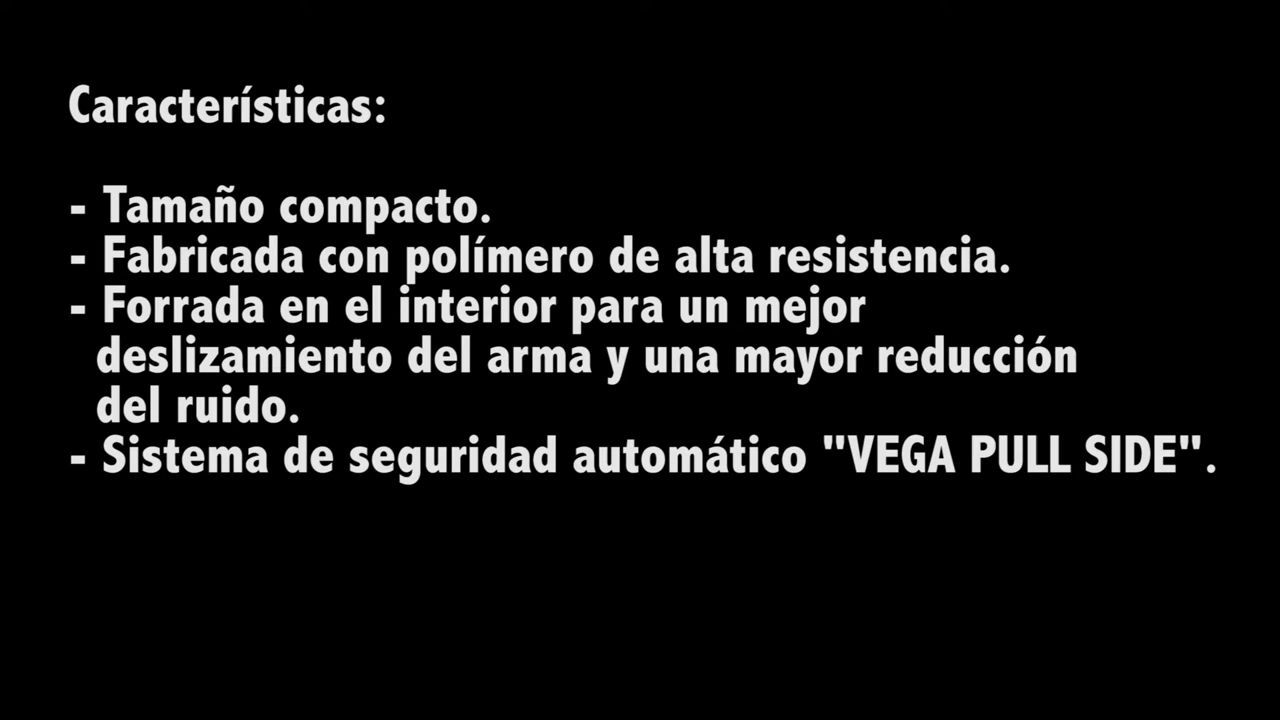 Características:
- Tamaño compacto.
- Fabricada con polímero de alta resistencia.
- Forrada en el interior para un mejor
deslizamiento del arma y una mayor reducción
del ruido.
- Sistema de seguridad automático "VEGA PULL SIDE".